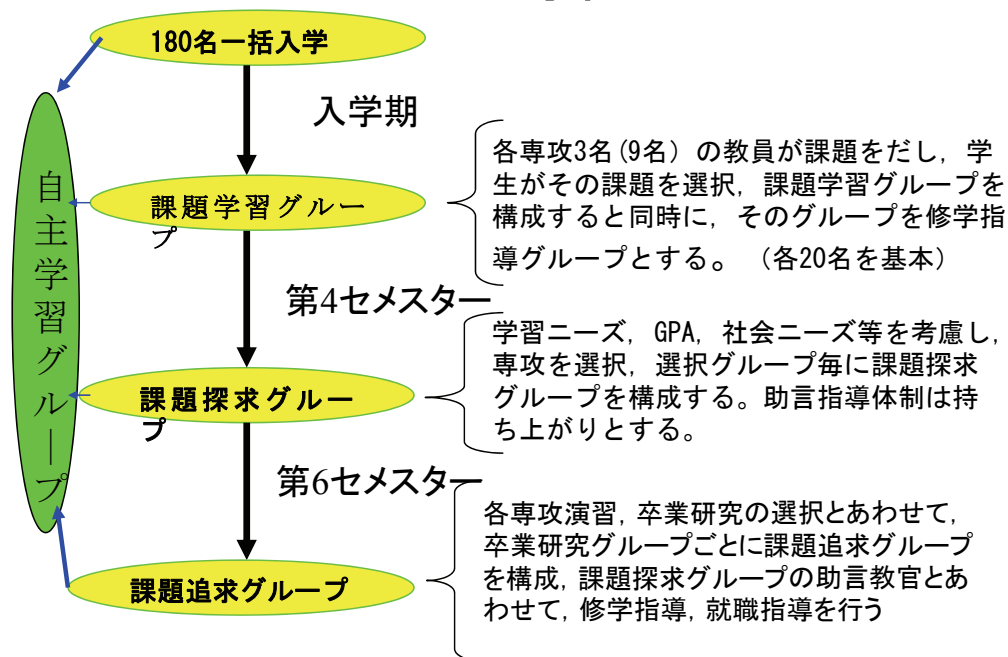 180名一括入学
入学期
各専攻3名(9名) の教員が課題をだし，学
生がその課題を選択，課題学習グループを
構成すると同時に，そのグループを修学指
導グループとする。 （各20名を基本）
課題学習グルー
プ
第4セメスター
学習ニーズ，GPA，社会ニーズ等を考慮し，
専攻を選択，選択グループ毎に課題探求
グループを構成する。助言指導体制は持
ち上がりとする。
課題探求グルー
プ
第6セメスター
各専攻演習，卒業研究の選択とあわせて，
卒業研究グループごとに課題追求グループ
を構成，課題探求グループの助言教官とあ
わせて，修学指導，就職指導を行う
課題追求グループ
自主学習グループ